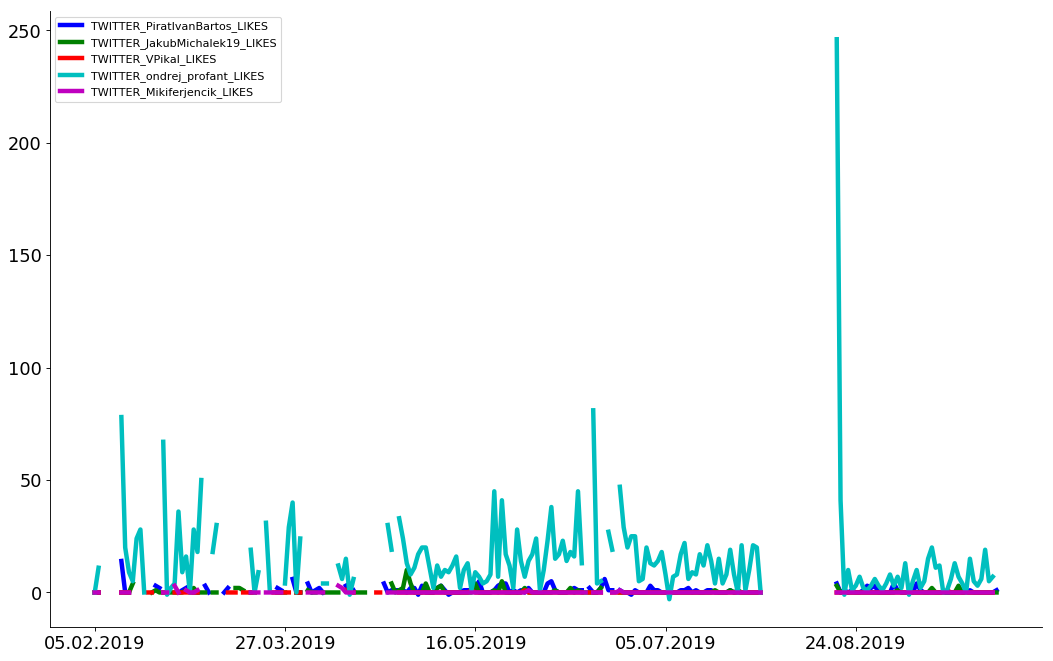 250
200
150
100
50
0
TWITTER_PiratIvanBartos_LIKES
TWITTER_JakubMichalek19_LIKES
TWITTER_VPikal_LIKES
TWITTER_ondrej_profant_LIKES
TWITTER_Mikiferjencik_LIKES
05.02.2019
27.03.2019
16.05.2019
05.07.2019
24.08.2019